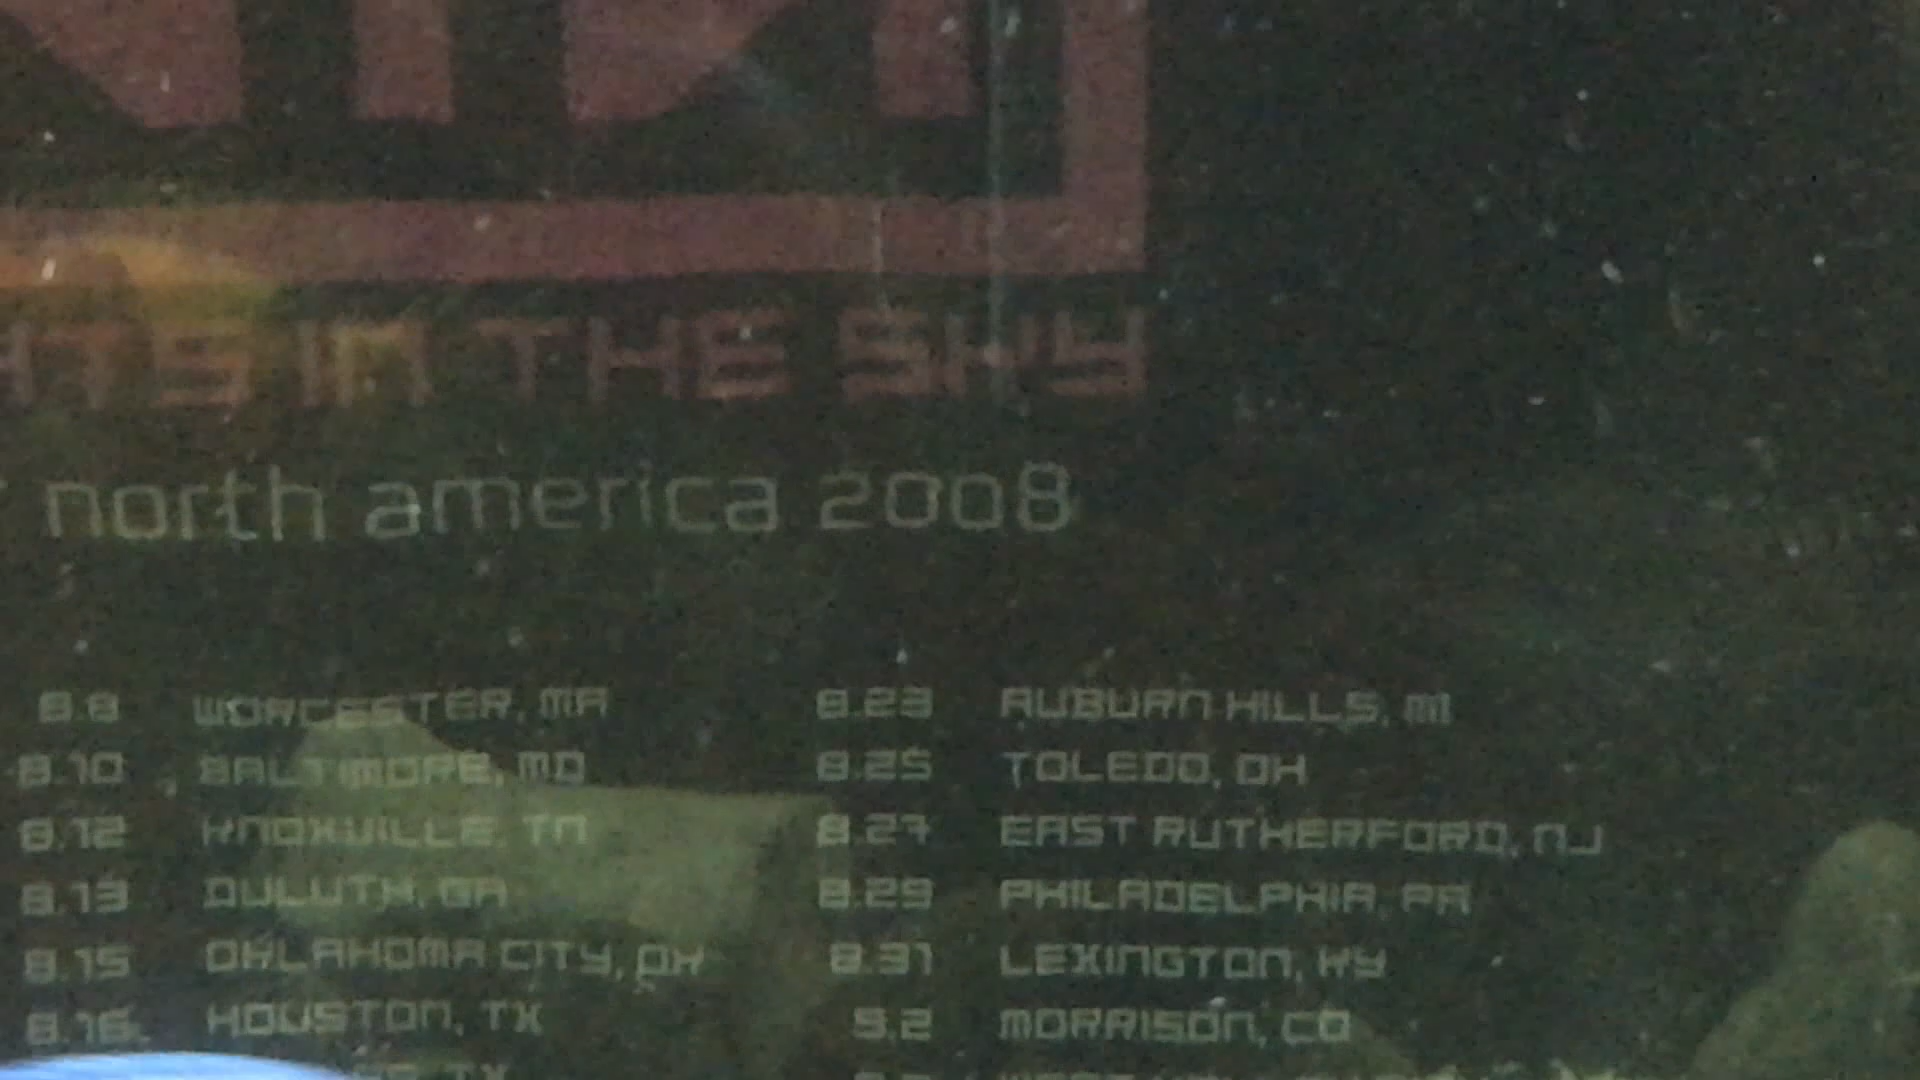 HTS IN THE SKY
north america 2008
8.8 WORCESTER, MA
8.10 BALTIMORE, MD
8.12 KNOXVILLE, TN
8.13 DULUTH, GA
8.15 OKLAHOMA CITY, OK
8.16 HOUSTON, TX
TX
8.23 AUBURN HILLS, MI
8.25 TOLEDO, OH
8.27 EAST RUTHERFORD, NJ
8.29 PHILADELPHIA, PA
8.31 LEXINGTON, KY
9.2 MORRISON, CO